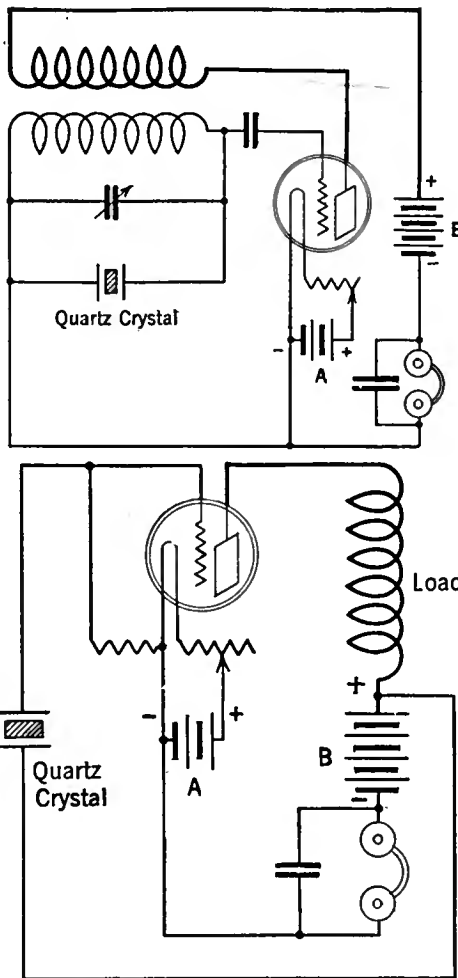 +
B
-
Quartz Crystal
- +
A
Load
+
- +
A
B
-
Quartz
Crystal